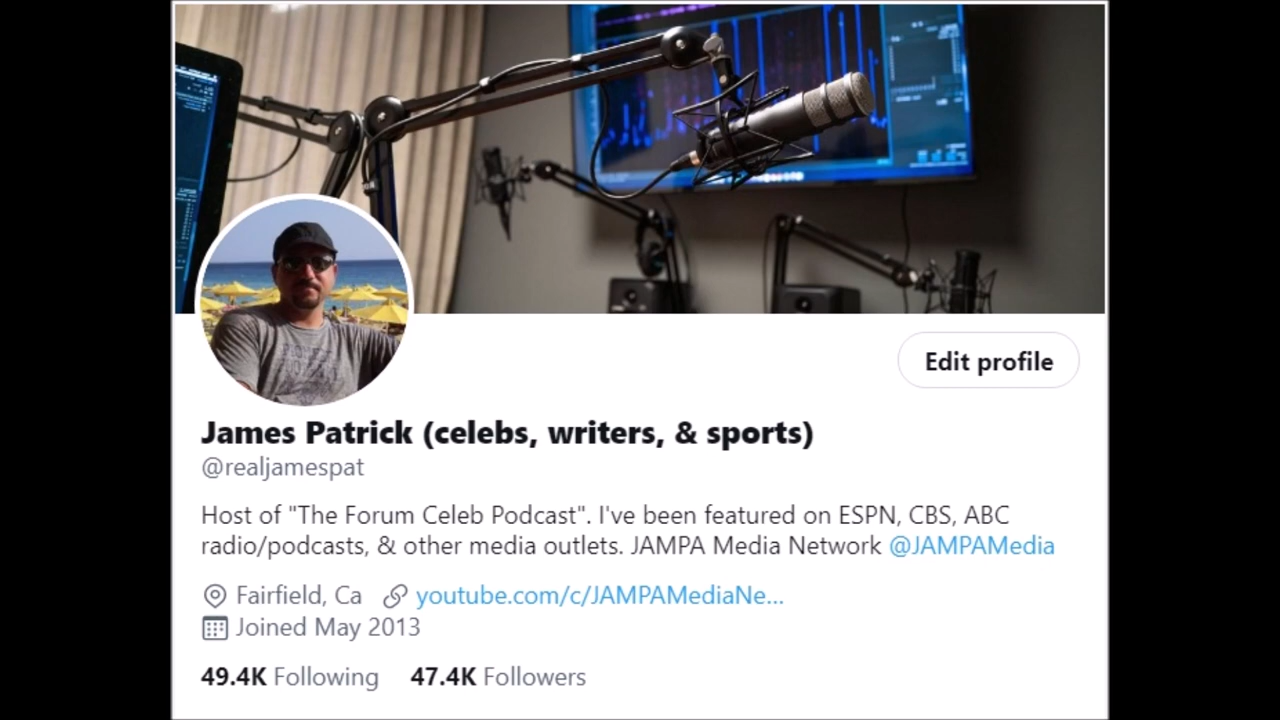 Edit profile
James Patrick (celebs, writers, & sports)
@realjamespat
Host of "The Forum Celeb Podcast". I've been featured on ESPN, CBS, ABC
radio/podcasts, & other media outlets. JAMPA Media Network @JAMPAMedia
Fairfield, Ca youtube.com/c/JAMPAMediaNe...
Joined May 2013
49.4K Following 47.4K Followers